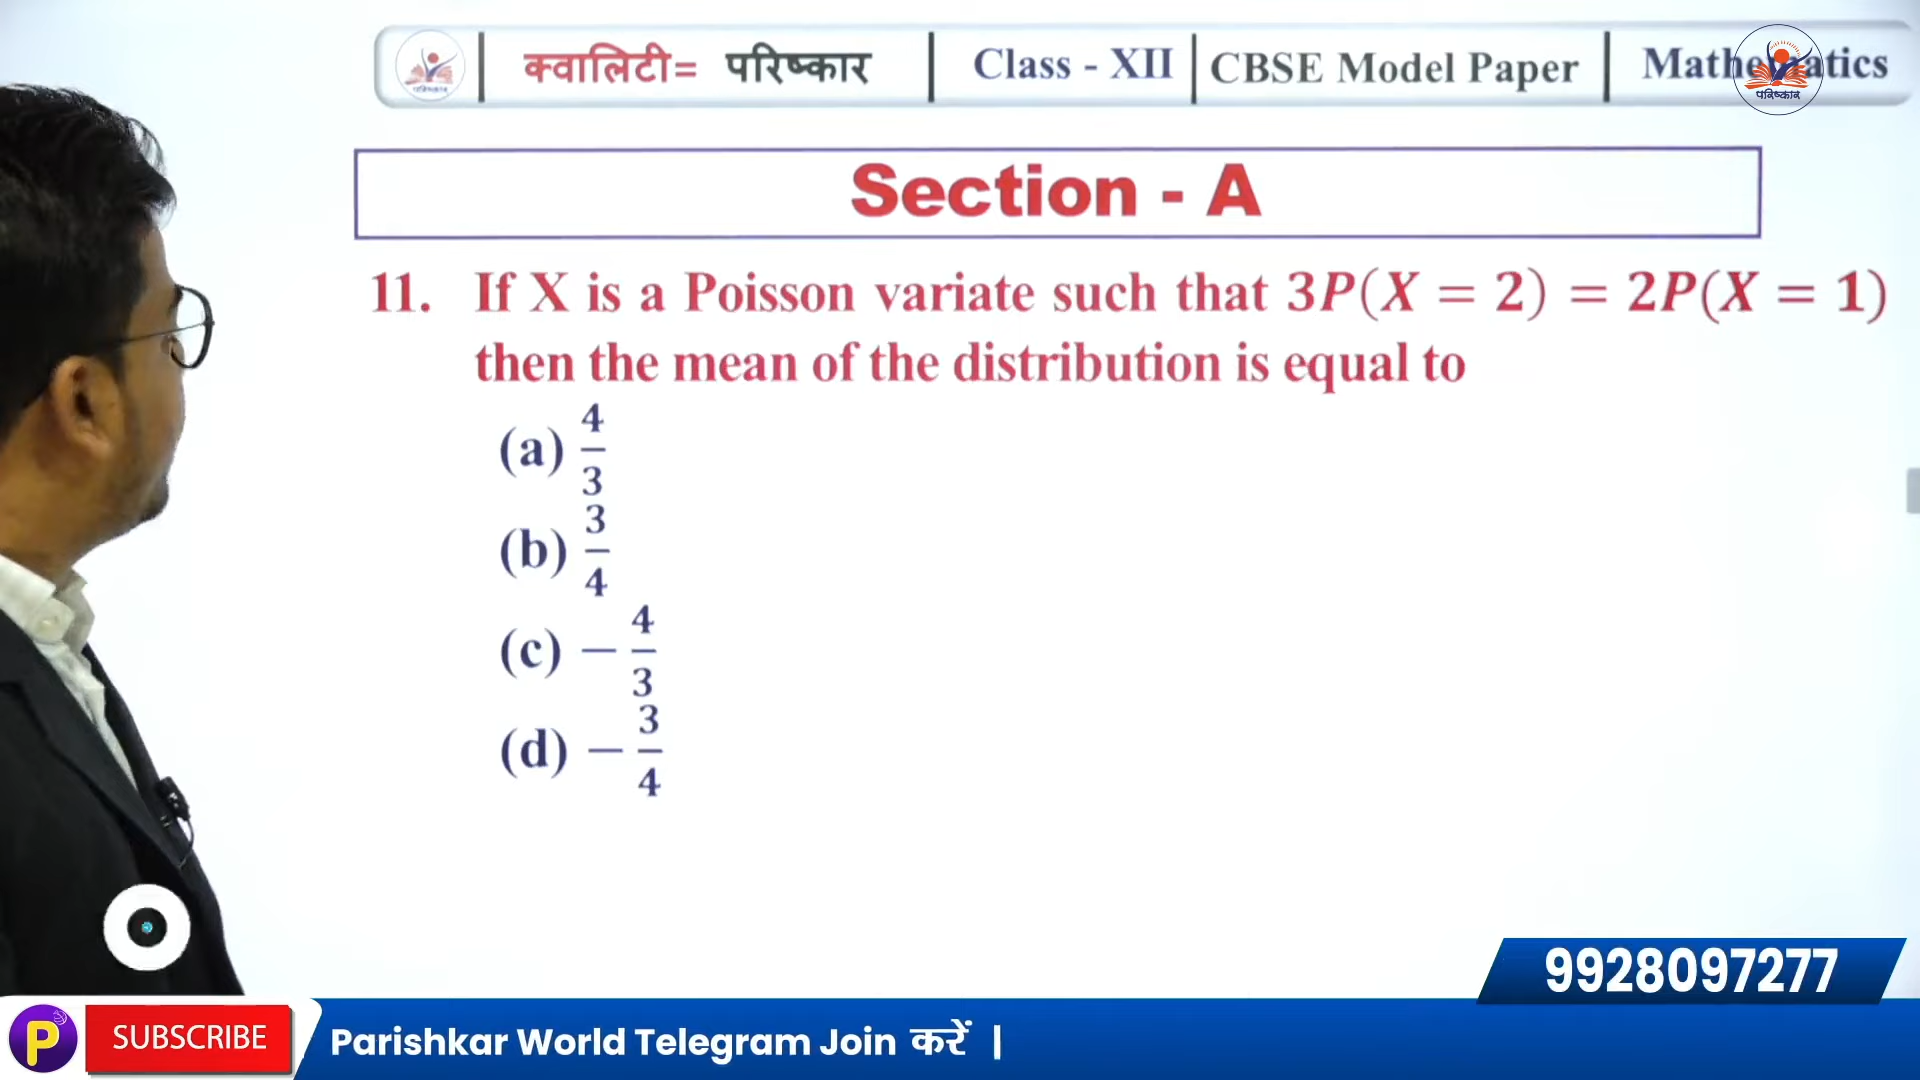 क्वालिटी= परिष्कार | Class - XII | CBSE Model Paper | Mathematics
परिष्कार
परिष्कार
Section - A
11. If X is a Poisson variate such that 3P(X = 2) = 2P(X = 1)
then the mean of the distribution is equal to
(a) 4/3
(b) 3/4
(c) − 4/3
(d) − 3/4
9928097277
P SUBSCRIBE Parishkar World Telegram Join करें |